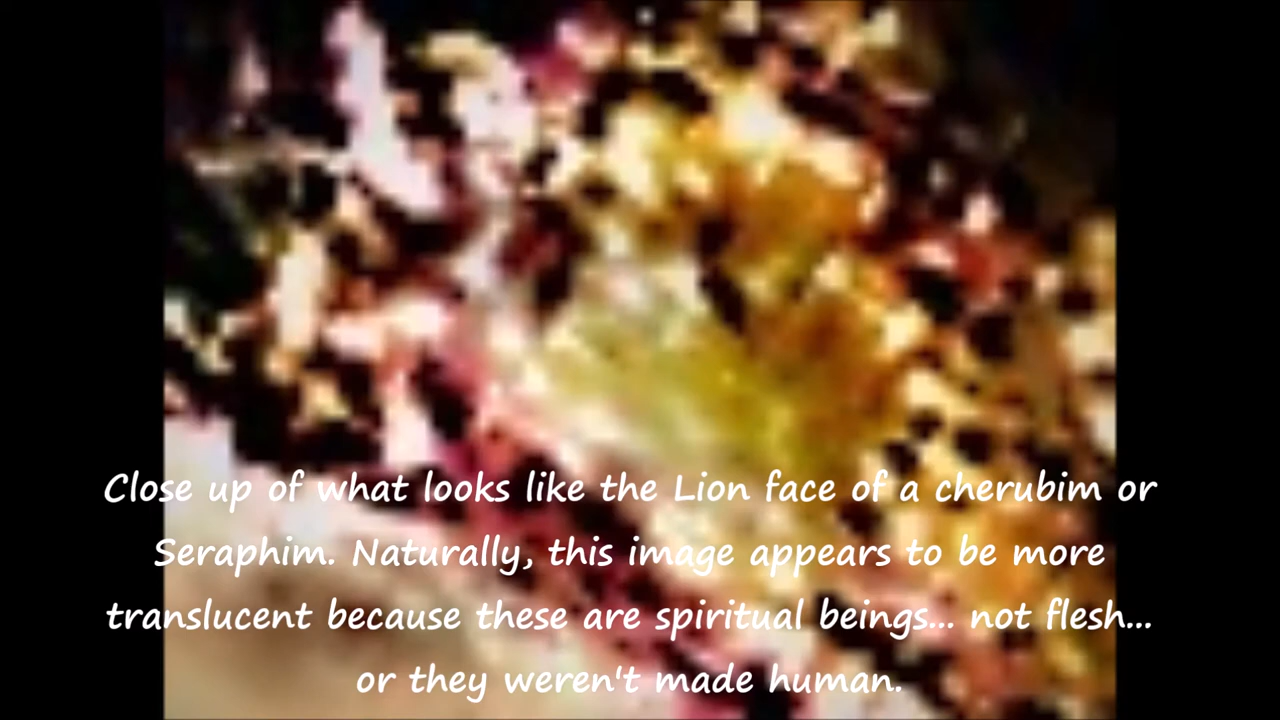 Close up of what looks like the Lion face of a cherubim or
Seraphim. Naturally, this image appears to be more
translucent because these are spiritual beings... not flesh...
or they weren't made human.